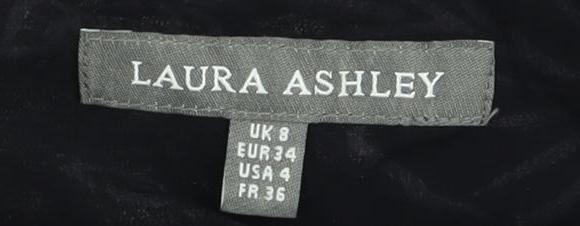 LAURA ASHLEY
UK 8
EUR 34
USA 4
FR 36